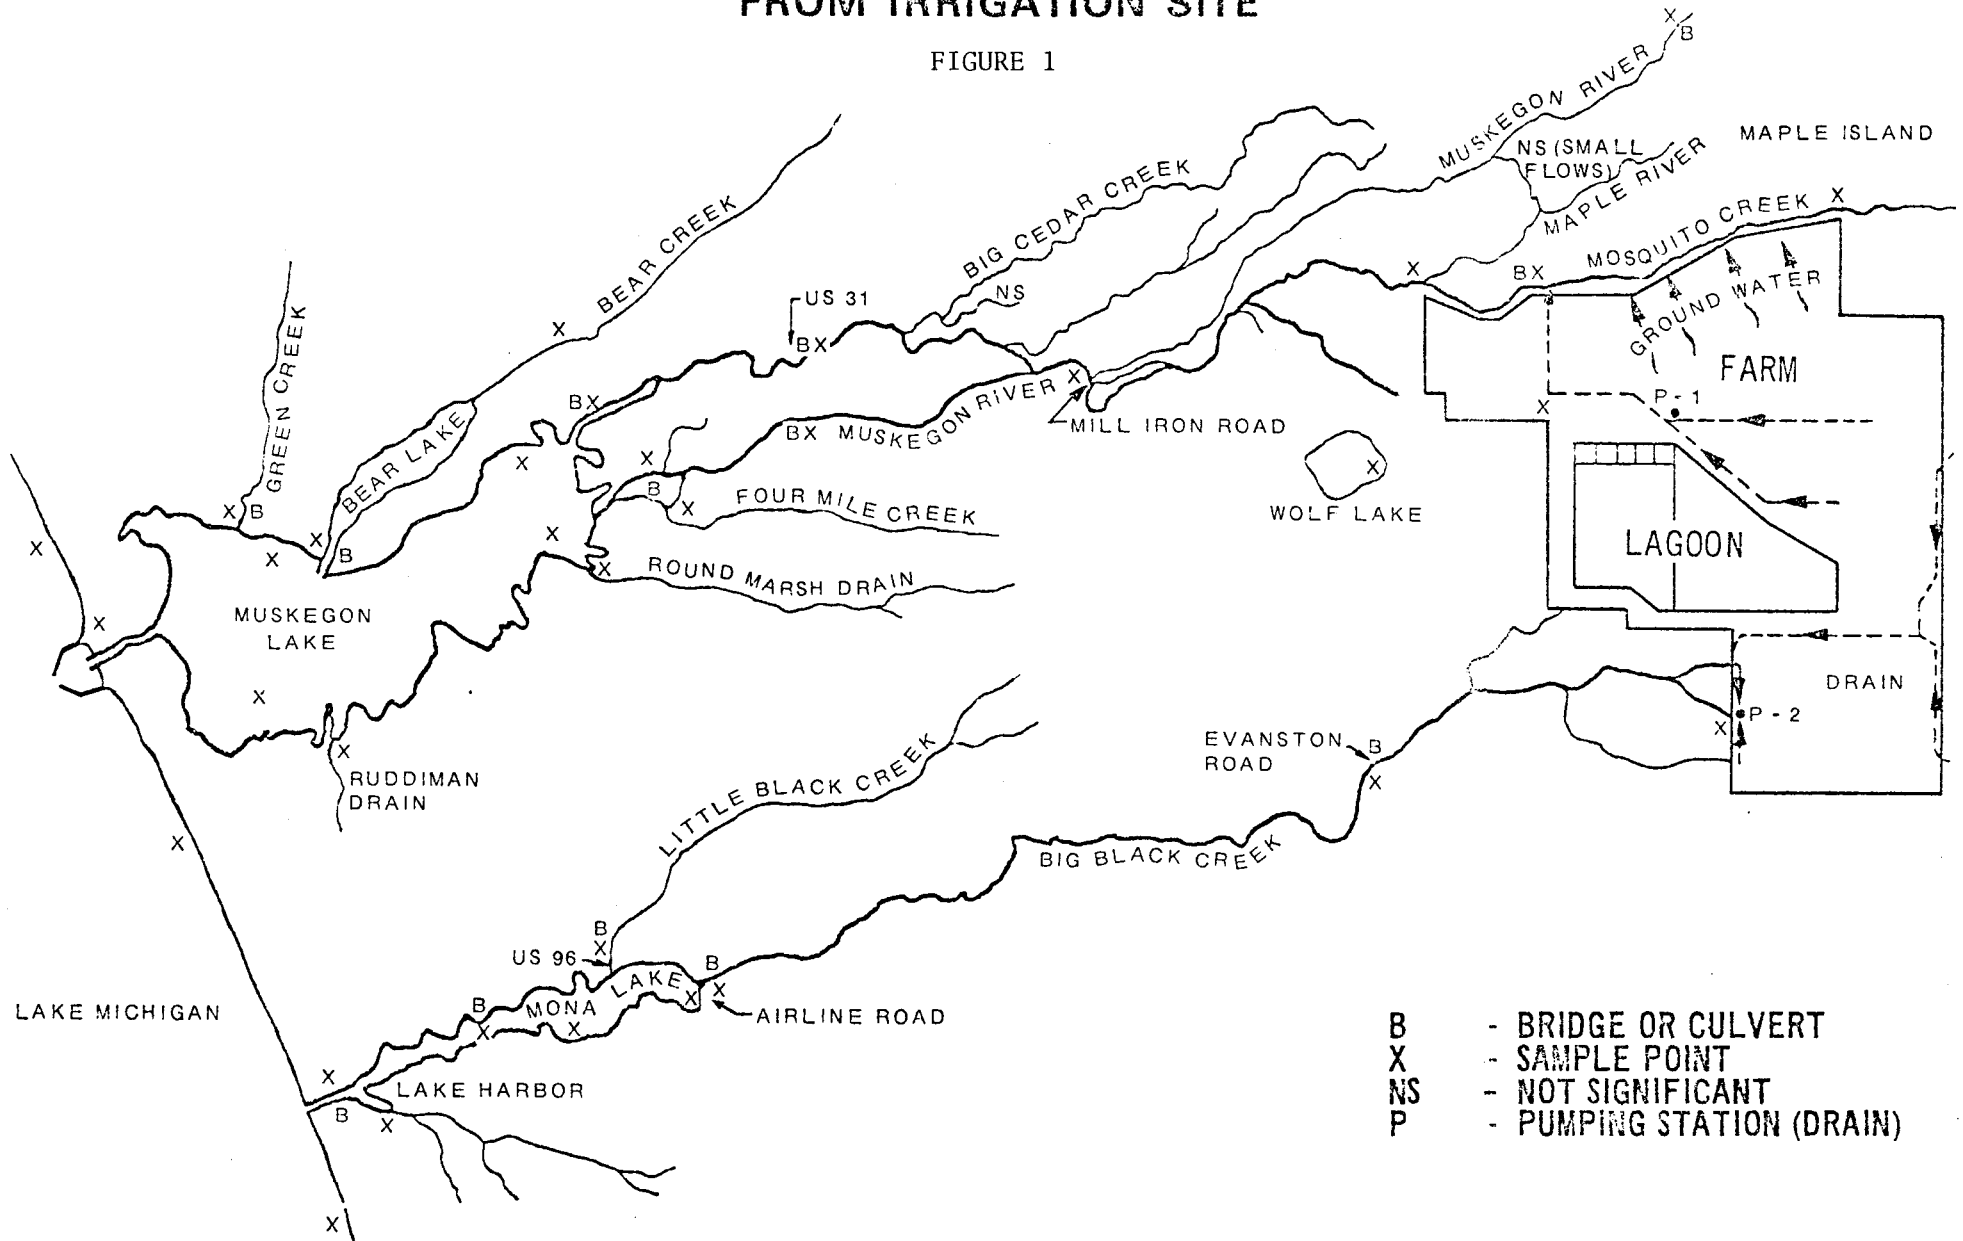 FROM IRRIGATION SITE
FIGURE 1
X
B
MUSKEGON RIVER
NS (SMALL
FLOWS)
MAPLE RIVER
MAPLE ISLAND
BEAR CREEK
BIG CEDAR CREEK
NS
MOSQUITO CREEK
X
X
BX
GROUND WATER
US 31
BX
X
GREEN CREEK
BX
BEAR LAKE
X
MUSKEGON RIVER
BX
MILL IRON ROAD
FARM
P - 1
X
X
X
B
X
FOUR MILE CREEK
WOLF LAKE
X
LAGOON
X
B
X
X
B
X
X
ROUND MARSH DRAIN
X
X
MUSKEGON
LAKE
X
DRAIN
P - 2
X
X
RUDDIMAN
DRAIN
EVANSTON
ROAD
B
X
LITTLE BLACK CREEK
X
BIG BLACK CREEK
B
X
US 96
B
X
MONA LAKE
X
B
X
X
AIRLINE ROAD
LAKE MICHIGAN
X
B
LAKE HARBOR
X
X
B - BRIDGE OR CULVERT
X - SAMPLE POINT
NS - NOT SIGNIFICANT
P - PUMPING STATION (DRAIN)